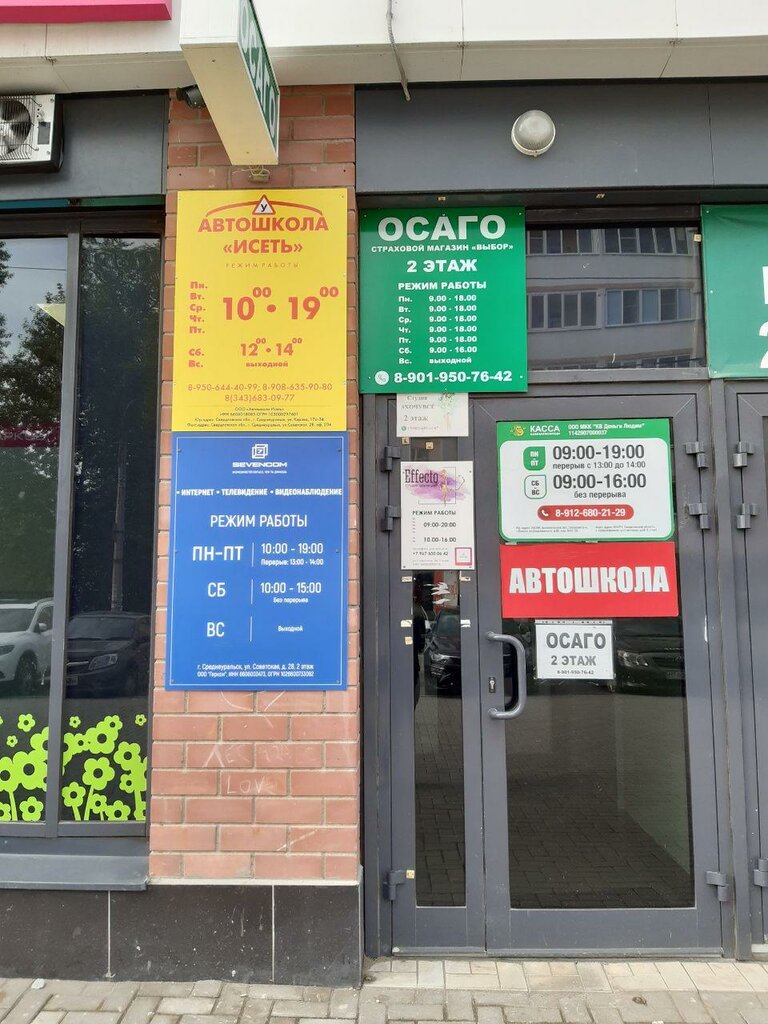 ОСАГО
У
АВТОШКОЛА
«ИСЕТЬ»
РЕЖИМ РАБОТЫ
Пн.
Вт.
Ср.
Чт.
Пт.
10⁰⁰ • 19⁰⁰
Сб. 12⁰⁰ • 14⁰⁰
Вс. выходной
8-950-644-40-99; 8-908-635-90-80
8(343)683-09-77
SEVENCOM
• ИНТЕРНЕТ • ТЕЛЕВИДЕНИЕ • ВИДЕОНАБЛЮДЕНИЕ
РЕЖИМ РАБОТЫ
ПН-ПТ 10:00 - 19:00
Перерыв: 13:00 - 14:00
СБ 10:00 - 15:00
Без перерыва
ВС Выходной
г. Среднеуральск, ул. Советская, д. 28, 2 этаж
LOVE
ОСАГО
СТРАХОВОЙ МАГАЗИН «ВЫБОР»
2 ЭТАЖ
РЕЖИМ РАБОТЫ
Пн. 9.00 - 18.00
Вт. 9.00 - 18.00
Ср. 9.00 - 18.00
Чт. 9.00 - 18.00
Пт. 9.00 - 18.00
Сб. 9.00 - 16.00
Вс. выходной
8-901-950-76-42
Студия
2 этаж
Effecto
РЕЖИМ РАБОТЫ
09:00-20:00
10.00-16.00
КАССА
ООО МКК "КВ Деньги Людям"
ПН
ПТ
09:00-19:00
перерыв с 13:00 до 14:00
СБ
ВС
09:00-16:00
без перерыва
8-912-680-21-29
АВТОШКОЛА
ОСАГО
2 ЭТАЖ
8-901-950-76-42